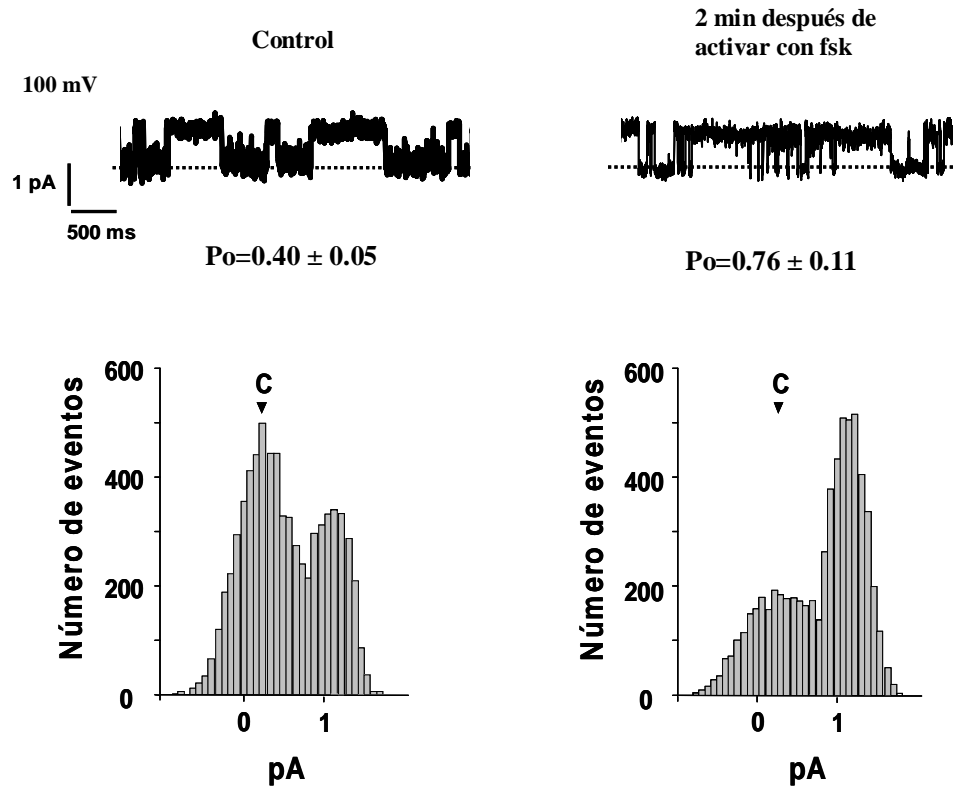 Control
2 min después de
activar con fsk
100 mV
1 pA
500 ms
Po=0.40 ± 0.05
Po=0.76 ± 0.11
600
400
200
0
Número de eventos
C
0 1
pA
600
400
200
0
Número de eventos
C
0 1
pA